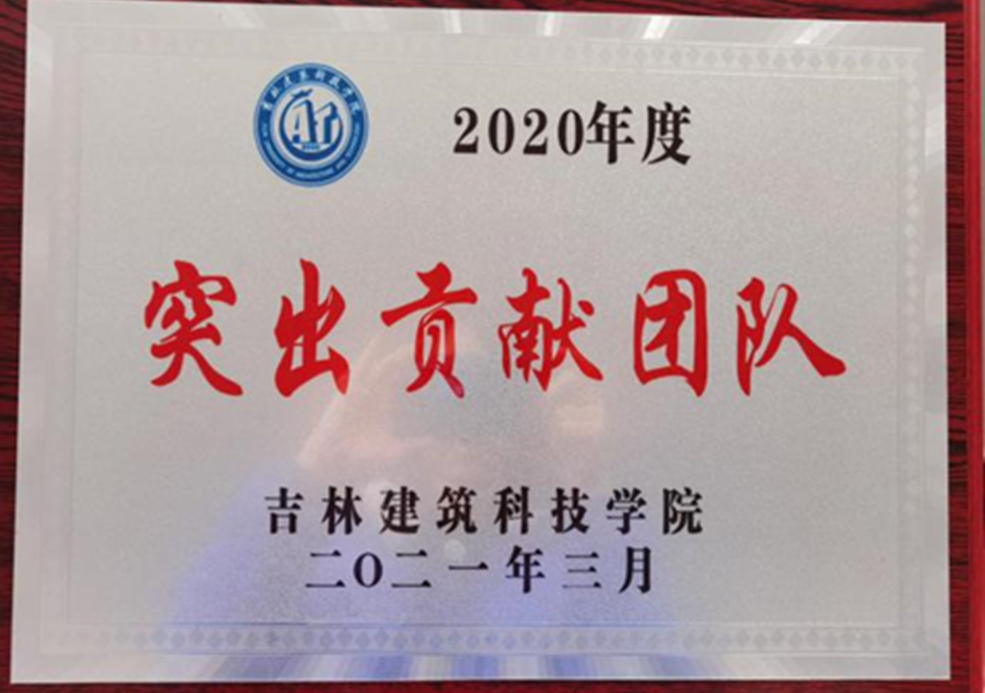 2020年度
突出贡献团队
吉林建筑科技学院
二〇二一年三月